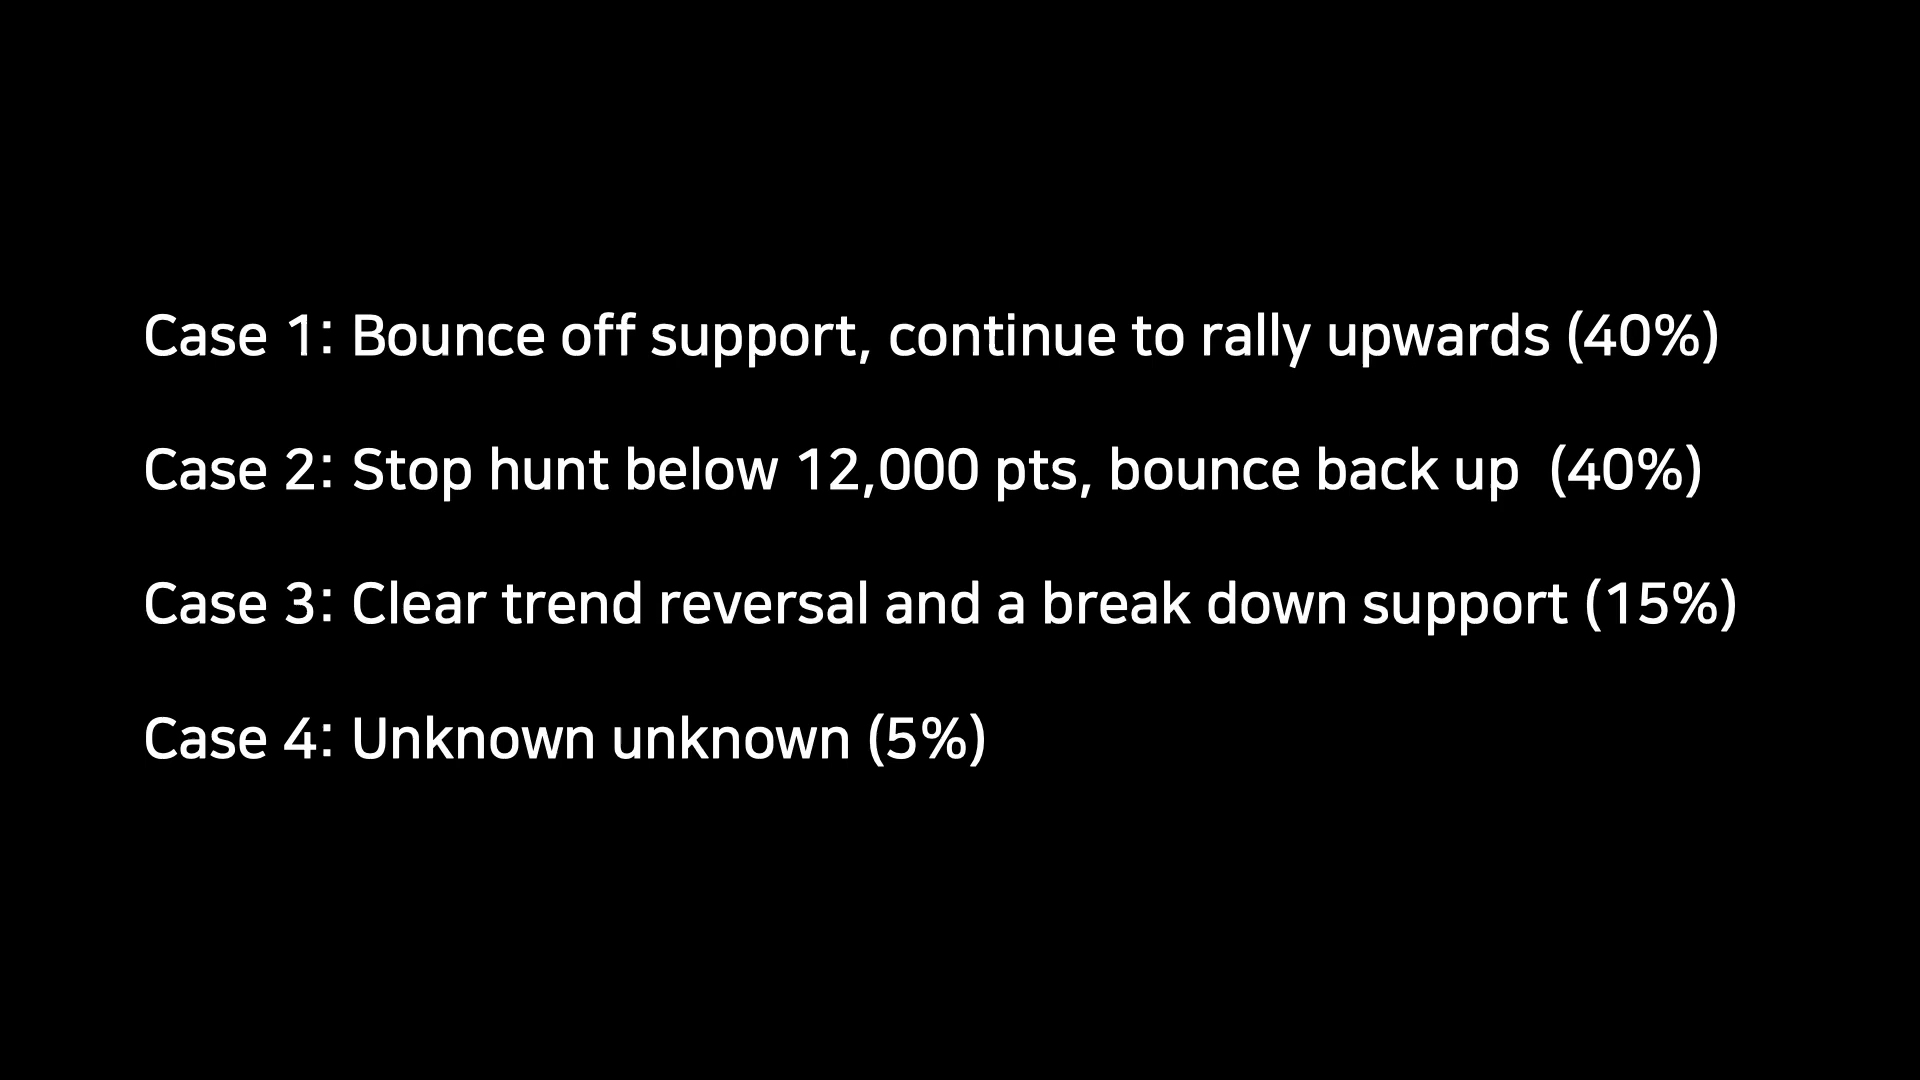 Case 1: Bounce off support, continue to rally upwards (40%)
Case 2: Stop hunt below 12,000 pts, bounce back up  (40%)
Case 3: Clear trend reversal and a break down support (15%)
Case 4: Unknown unknown (5%)